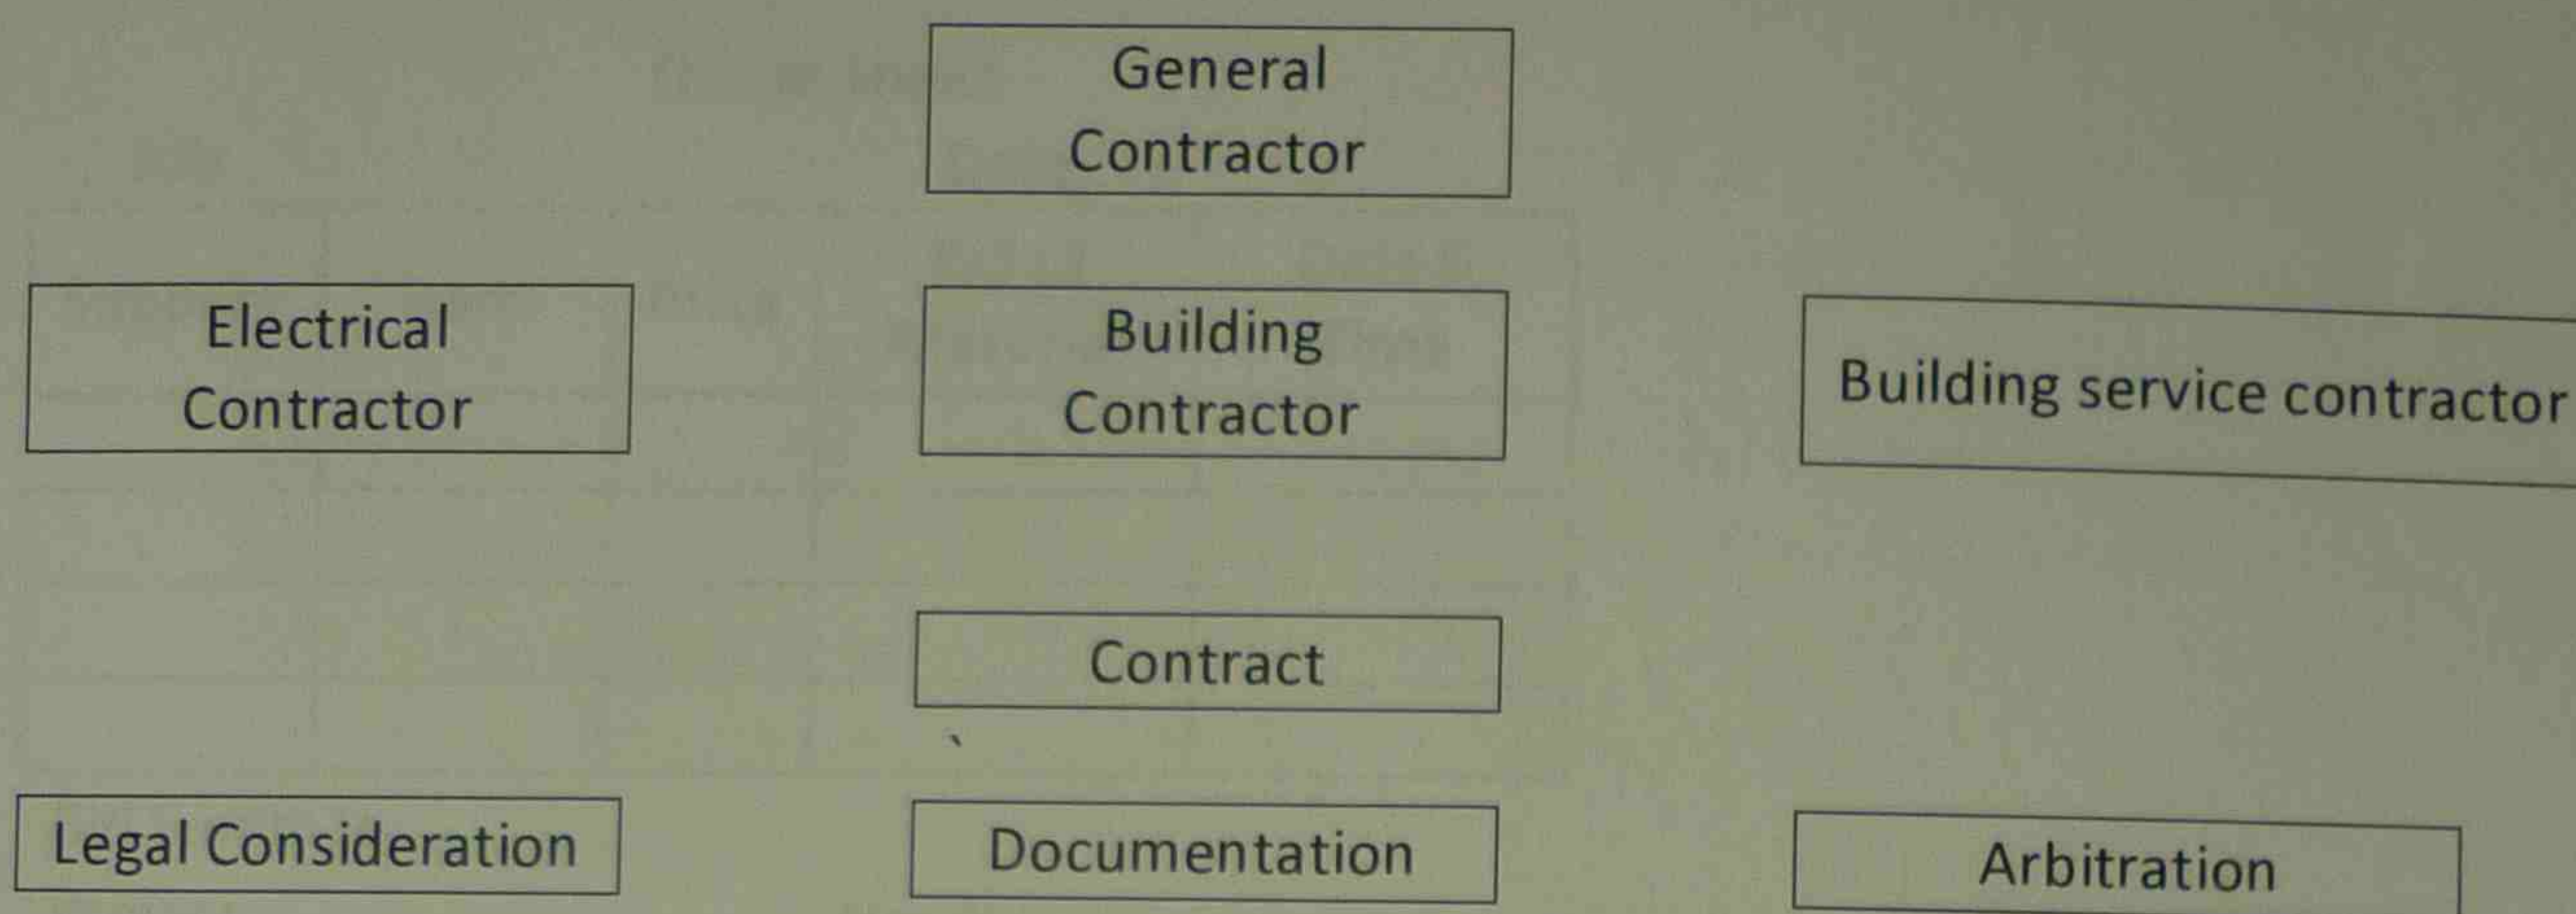 General
Contractor
Electrical
Contractor
Building
Contractor
Building service contractor
Contract
Legal Consideration
Documentation
Arbitration